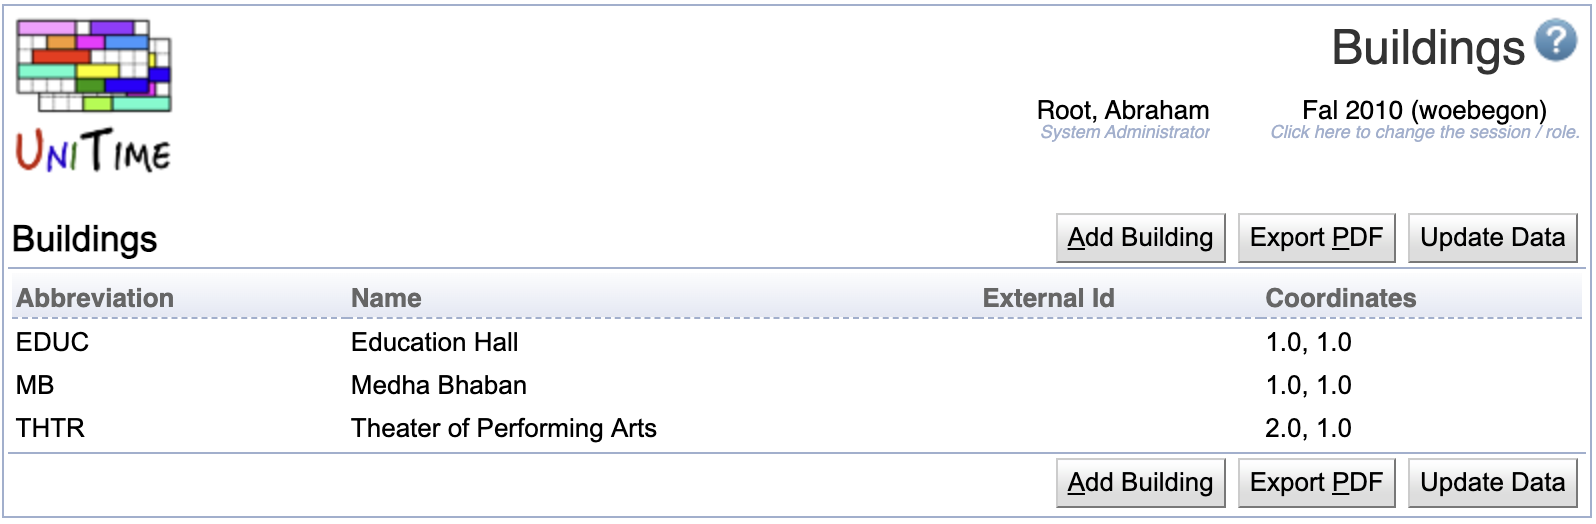 Buildings ?
UniTime
Root, Abraham Fal 2010 (woebegon)
System Administrator Click here to change the session / role.
Buildings Add Building Export PDF Update Data
Abbreviation Name External Id Coordinates
EDUC Education Hall 1.0, 1.0
MB Medha Bhaban 1.0, 1.0
THTR Theater of Performing Arts 2.0, 1.0
Add Building Export PDF Update Data